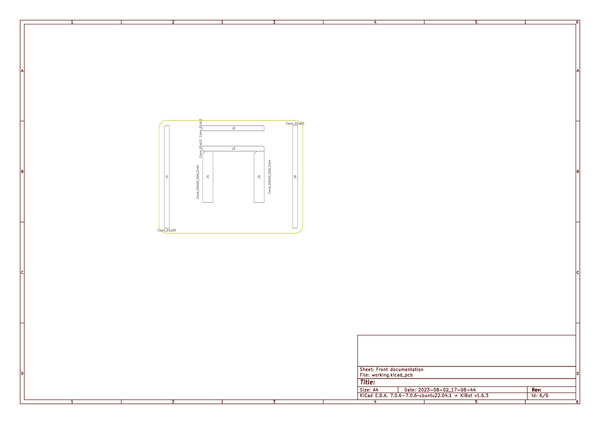 1 2 3 4 5 6
A A
Conn_01x20
B B
Conn_01x20
C C
Sheet: Front documentation
File: working.kicad_pcb
D D
Title:
Size: A4 Date: 2023-08-02_17-08-44 Rev:
KiCad E.D.A. 7.0.6-7.0.6~ubuntu22.04.1 + KiBot v1.6.3 Id: 6/6
1 2 3 4 5 6